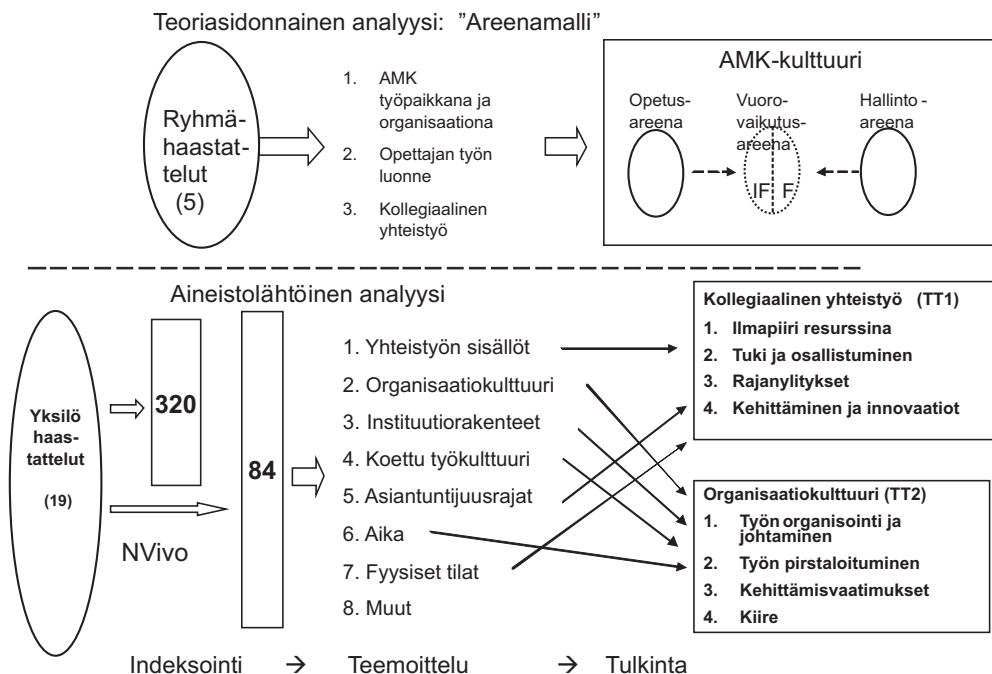 Teoriasidonnainen analyysi: ”Areenamalli”
Ryhmä-
haastat-
telut
(5)
1. AMK
työpaikkana ja
organisaationa
2. Opettajan työn
luonne
3. Kollegiaalinen
yhteistyö
AMK-kulttuuri
Opetus-
areena
Vuoro-
vaikutus-
areena
Hallinto -
areena
IF F
Aineistolähtöinen analyysi
Yksilö
haas-
tattelut
(19)
320
NVivo
84
1. Yhteistyön sisällöt
2. Organisaatiokulttuuri
3. Instituutiorakenteet
4. Koettu työkulttuuri
5. Asiantuntijuusrajat
6. Aika
7. Fyysiset tilat
8. Muut
Kollegiaalinen yhteistyö (TT1)
1. Ilmapiiri resurssina
2. Tuki ja osallistuminen
3. Rajanylitykset
4. Kehittäminen ja innovaatiot
Organisaatiokulttuuri (TT2)
1. Työn organisointi ja
johtaminen
2. Työn pirstaloituminen
3. Kehittämisvaatimukset
4. Kiire
Indeksointi → Teemoittelu → Tulkinta